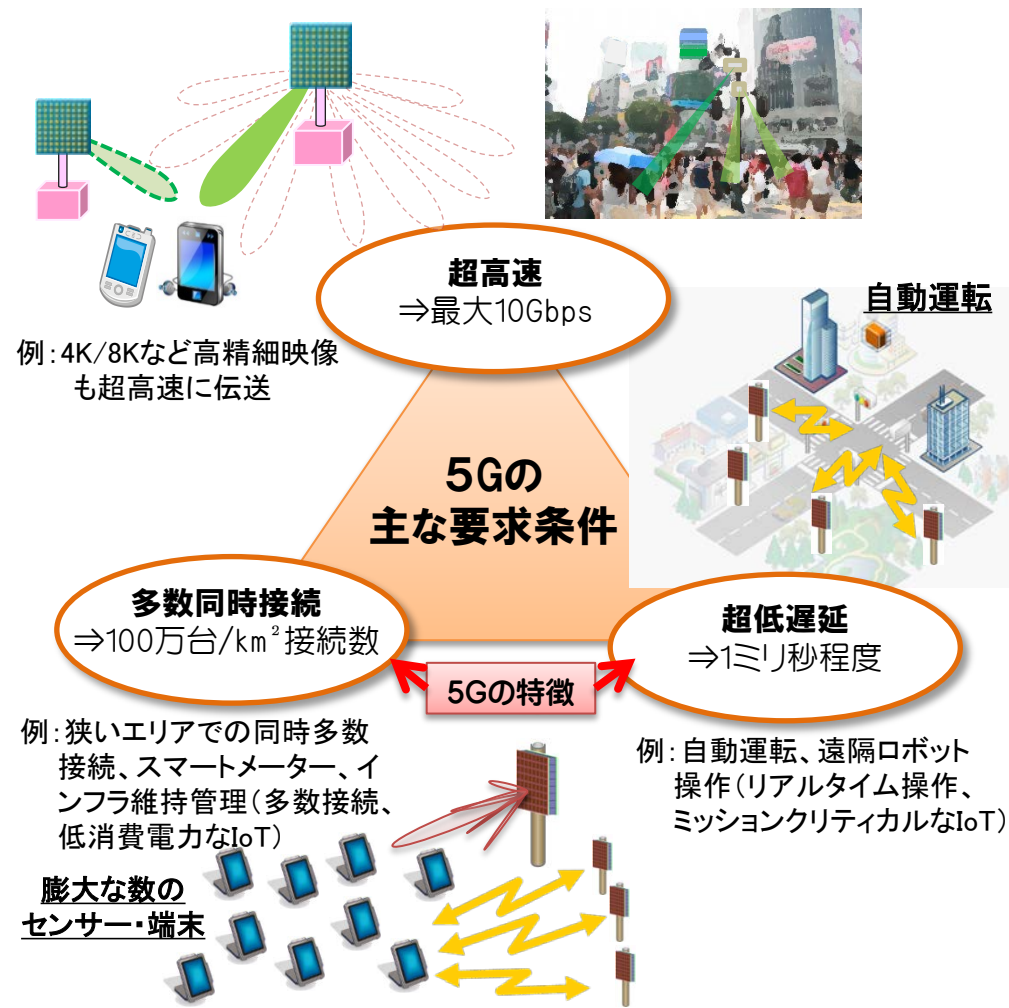 超高速
⇒最大10Gbps
自動運転
例：4K/8Kなど高精細映像
も超高速に伝送
5Gの
主な要求条件
多数同時接続
⇒100万台/km²接続数
超低遅延
⇒1ミリ秒程度
5Gの特徴
例：狭いエリアでの同時多数
接続、スマートメーター、イ
ンフラ維持管理（多数接続、
低消費電力なIoT）
例：自動運転、遠隔ロボット
操作（リアルタイム操作、
ミッションクリティカルなIoT）
膨大な数の
センサー・端末